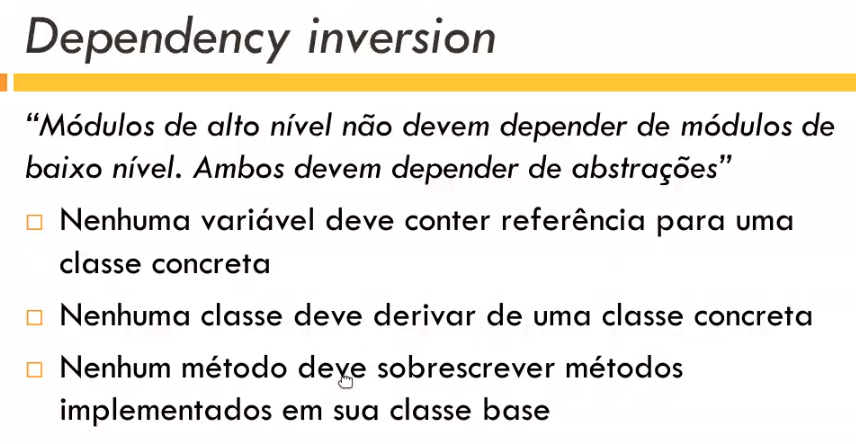 Dependency inversion
“Módulos de alto nível não devem depender de módulos de
baixo nível. Ambos devem depender de abstrações”
Nenhuma variável deve conter referência para uma
classe concreta
Nenhuma classe deve derivar de uma classe concreta
Nenhum método deve sobrescrever métodos
implementados em sua classe base